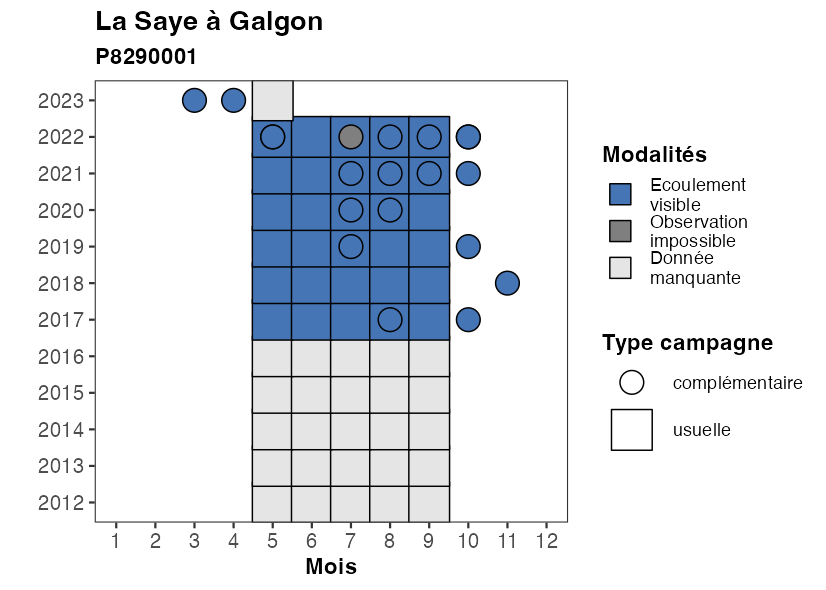 La Saye à Galgon
P8290001
2023
2022
2021
2020
2019
2018
2017
2016
2015
2014
2013
2012
1 2 3 4 5 6 7 8 9 10 11 12
Mois
Modalités
Ecoulement
visible
Observation
impossible
Donnée
manquante
Type campagne
complémentaire
usuelle